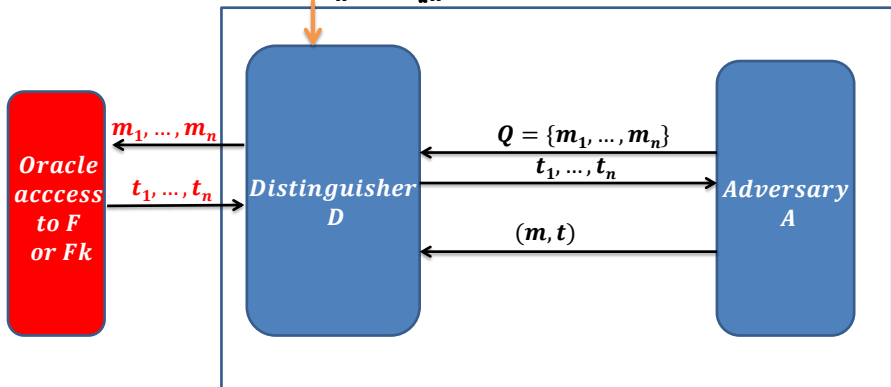 m₁, …, mₙ
t₁, …, tₙ
Oracle
acccess
to F
or Fk
Distinguisher
D
Q = {m₁, …, mₙ}
t₁, …, tₙ
(m, t)
Adversary
A